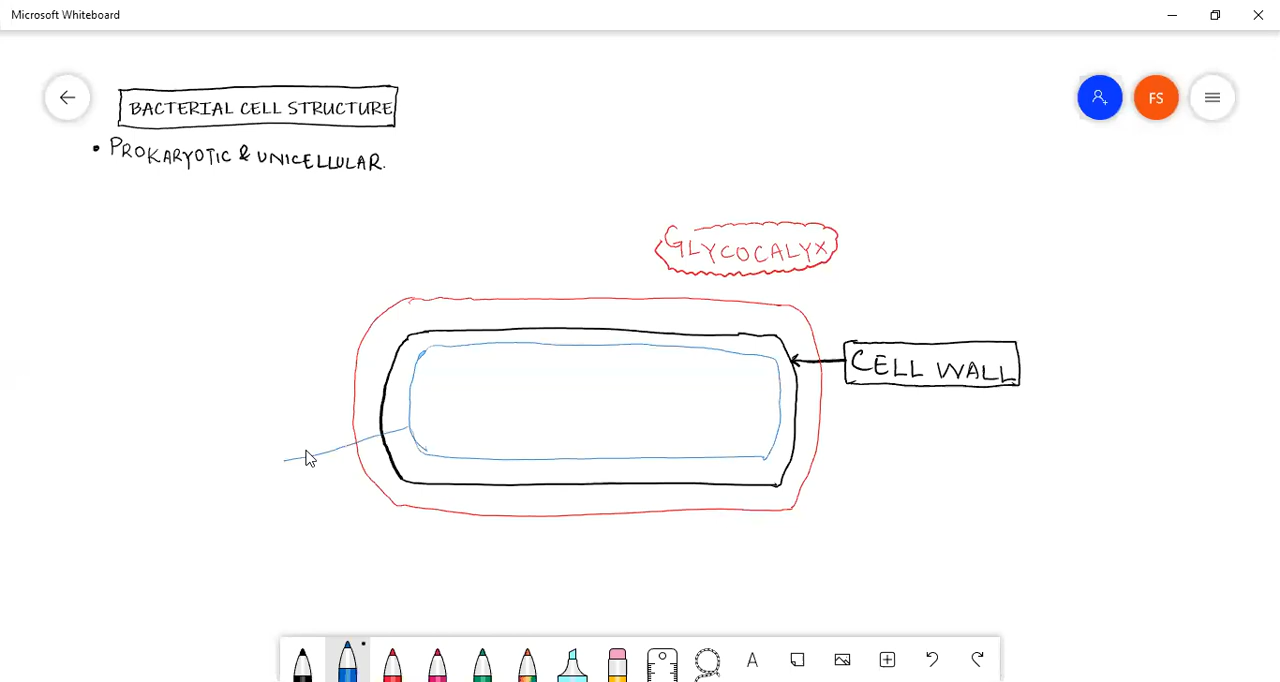 Microsoft Whiteboard
FS
BACTERIAL CELL STRUCTURE
• PROKARYOTIC & UNICELLULAR.
GLYCOCALYX
CELL WALL
A